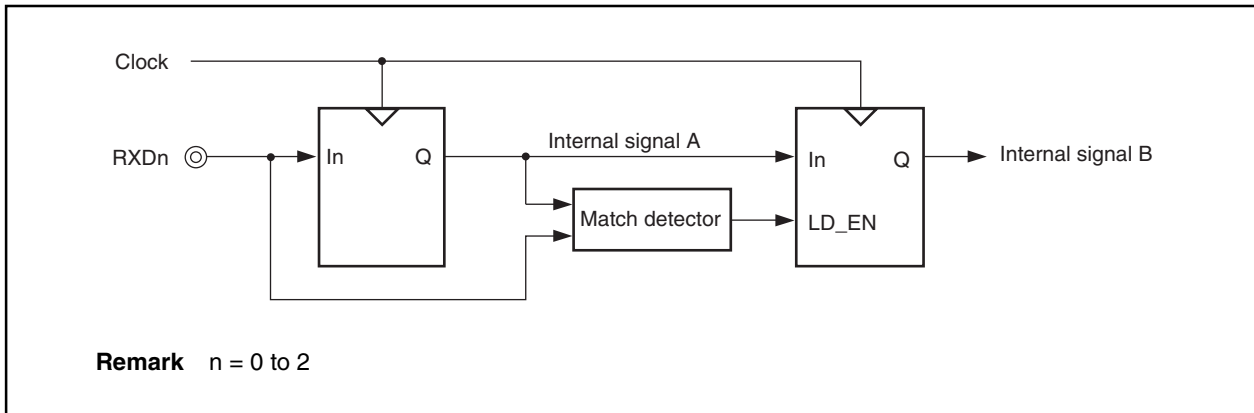 Clock
RXDn
In
Q
Internal signal A
Match detector
In
Q
LD_EN
Internal signal B
Remark n = 0 to 2